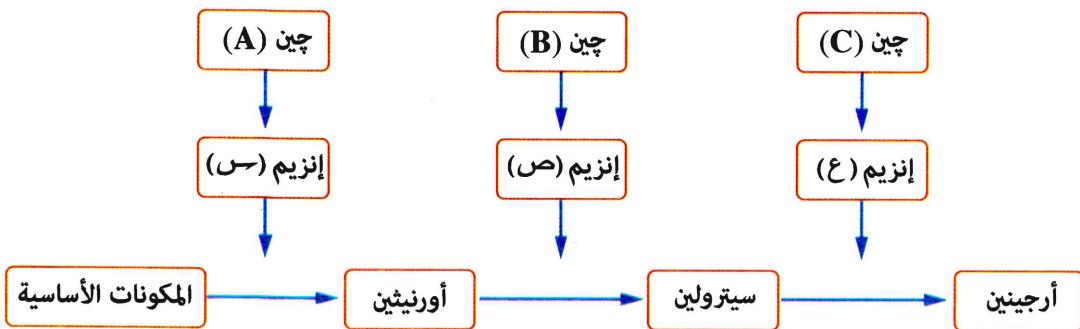 چين (A)
چين (B)
چين (C)
إنزيم (س)
إنزيم (ص)
إنزيم (ع)
المكونات الأساسية
أورنيثين
سيترولين
أرجينين